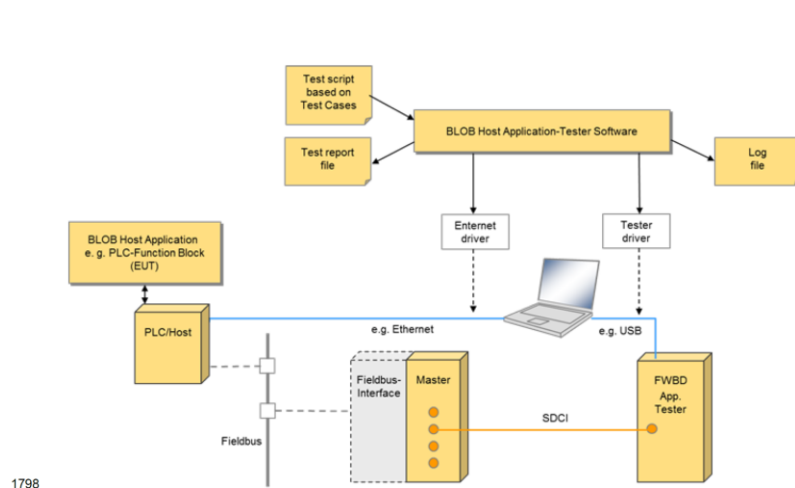 Test script
based on
Test Cases
BLOB Host Application-Tester Software
Test report
file
Log
file
Enternet
driver
Tester
driver
BLOB Host Application
e. g. PLC-Function Block
(EUT)
e.g. Ethernet
e.g. USB
PLC/Host
Fieldbus-
Interface
Master
FWBD
App.
Tester
SDCI
Fieldbus
1798